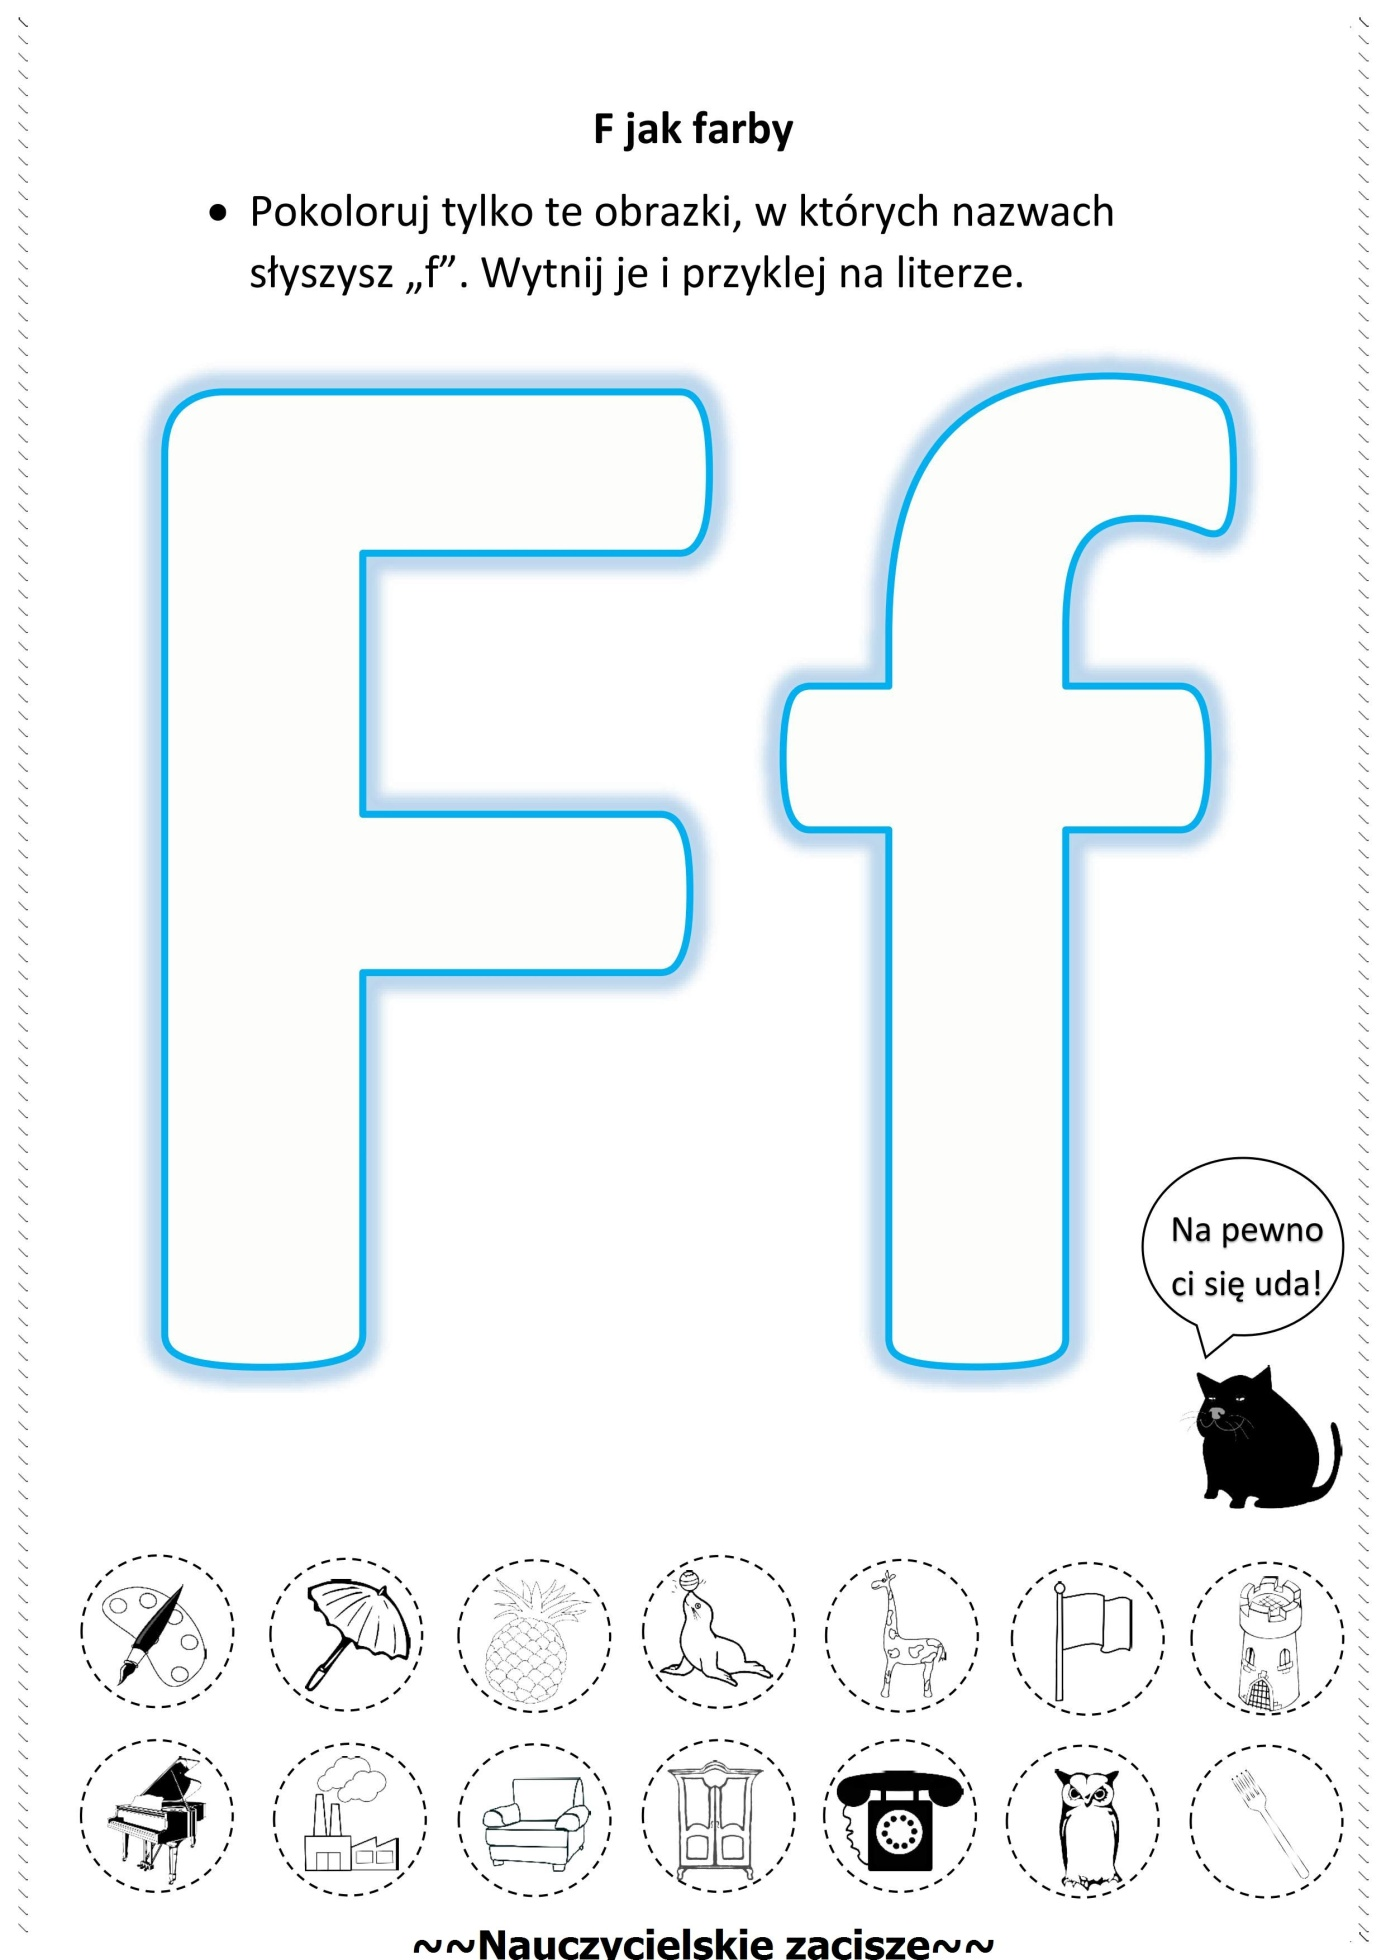 F jak farby
• Pokoloruj tylko te obrazki, w których nazwach
słyszysz „f”. Wytnij je i przyklej na literze.
F f
Na pewno
ci się uda!
~~Nauczycielskie zacisze~~